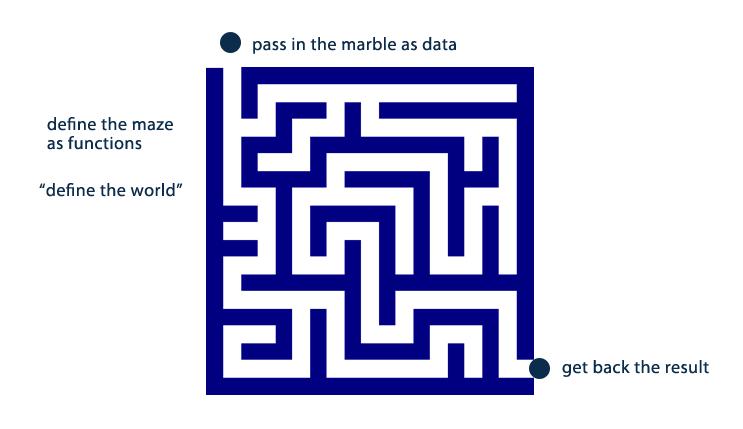 pass in the marble as data
define the maze
as functions
“define the world”
get back the result